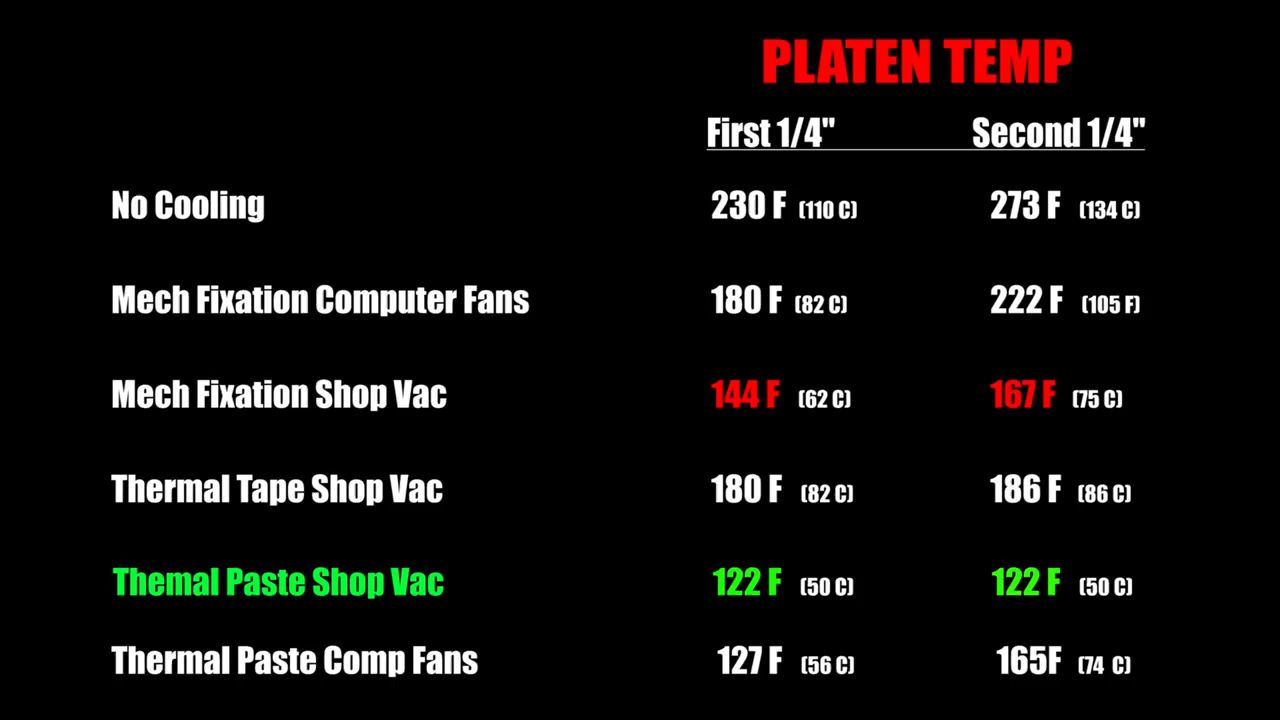 PLATEN TEMP
First 1/4" Second 1/4"
No Cooling 230 F (110 C) 273 F (134 C)
Mech Fixation Computer Fans 180 F (82 C) 222 F (105 F)
Mech Fixation Shop Vac 144 F (62 C) 167 F (75 C)
Thermal Tape Shop Vac 180 F (82 C) 186 F (86 C)
Themal Paste Shop Vac 122 F (50 C) 122 F (50 C)
Thermal Paste Comp Fans 127 F (56 C) 165F (74 C)